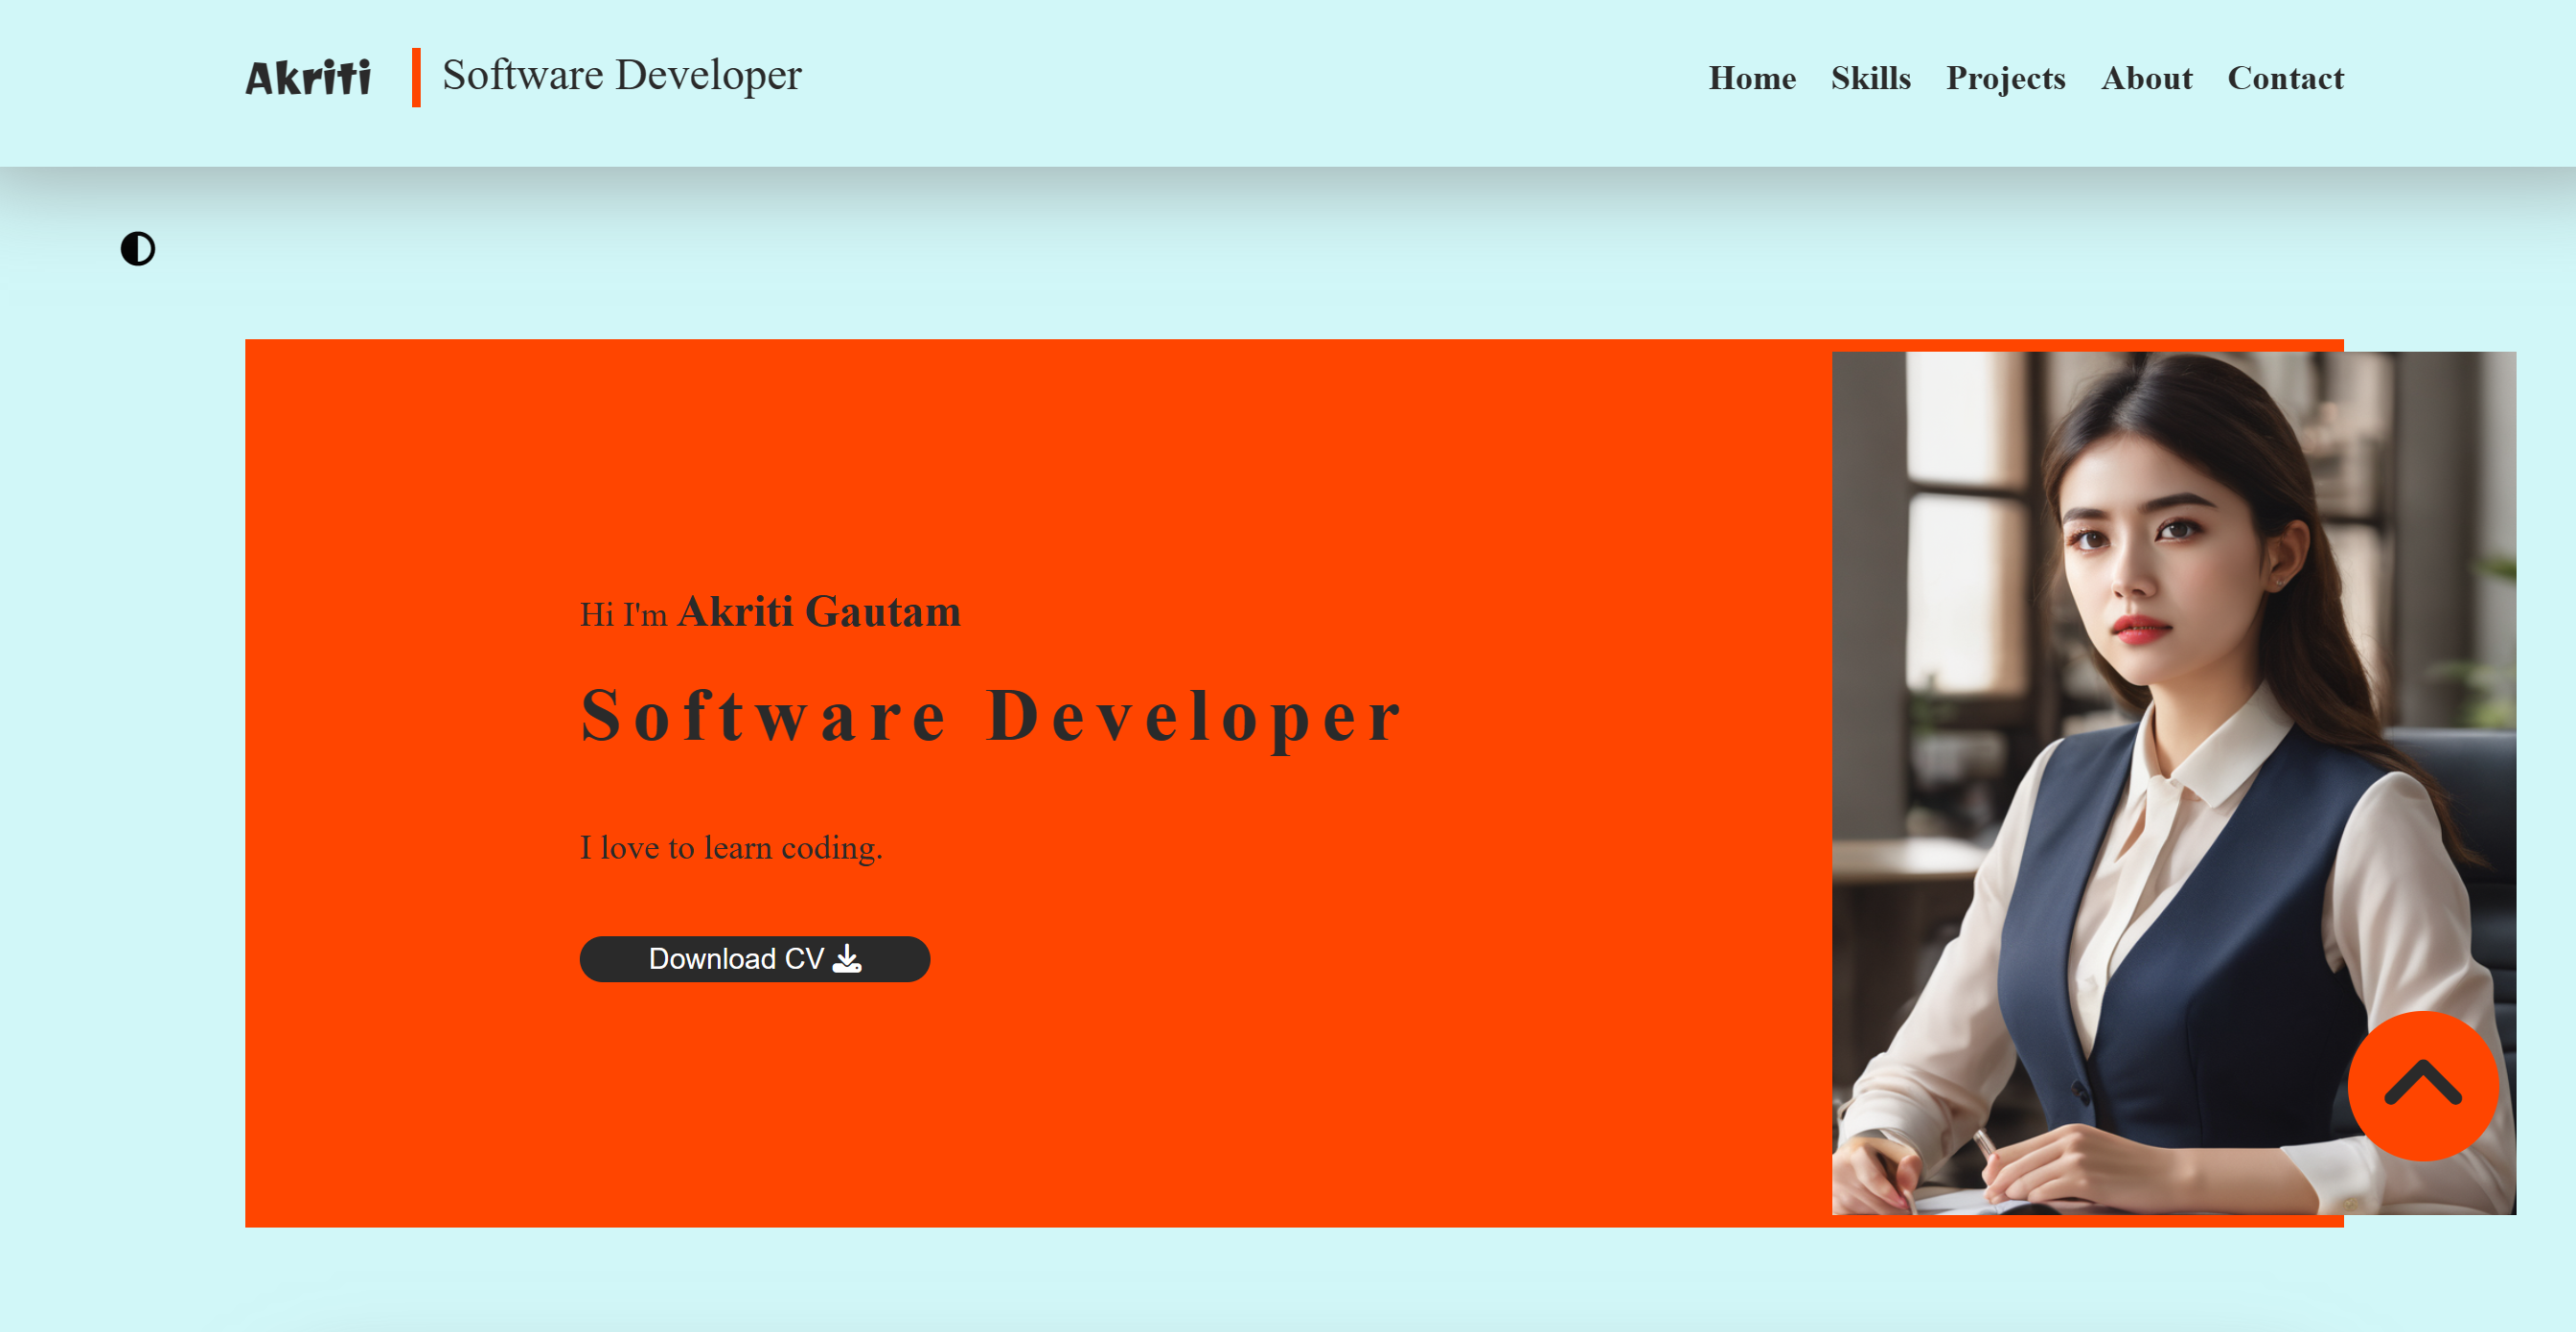 Akriti Software Developer Home Skills Projects About Contact
Hi I'm Akriti Gautam
Software Developer
I love to learn coding.
Download CV